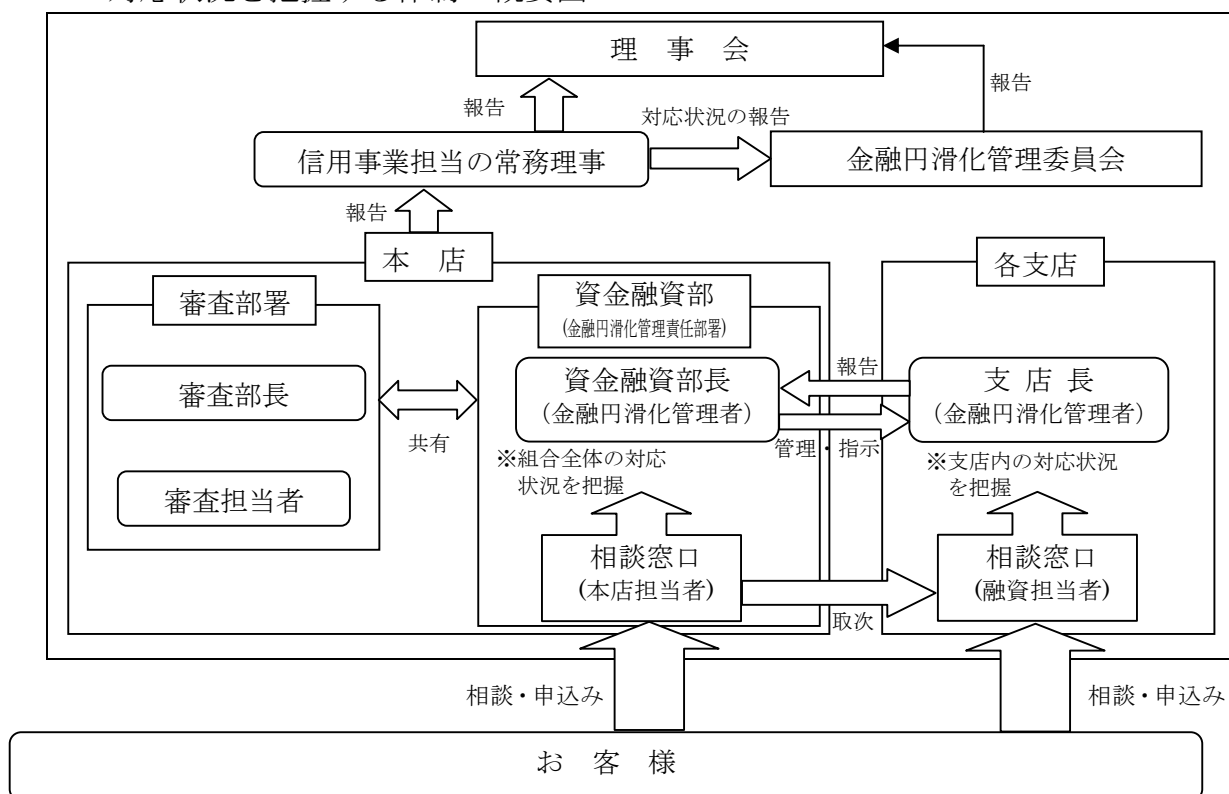 理 事 会
報告
報告
対応状況の報告
信用事業担当の常務理事
金融円滑化管理委員会
報告
本 店
各支店
審査部署
資金融資部
(金融円滑化管理責任部署)
審査部長
共有
資金融資部長
(金融円滑化管理者)
報告
管理・指示
支 店 長
(金融円滑化管理者)
※組合全体の対応
状況を把握
※支店内の対応状況
を把握
審査担当者
相談窓口
(本店担当者)
取次
相談窓口
(融資担当者)
相談・申込み
相談・申込み
お 客 様